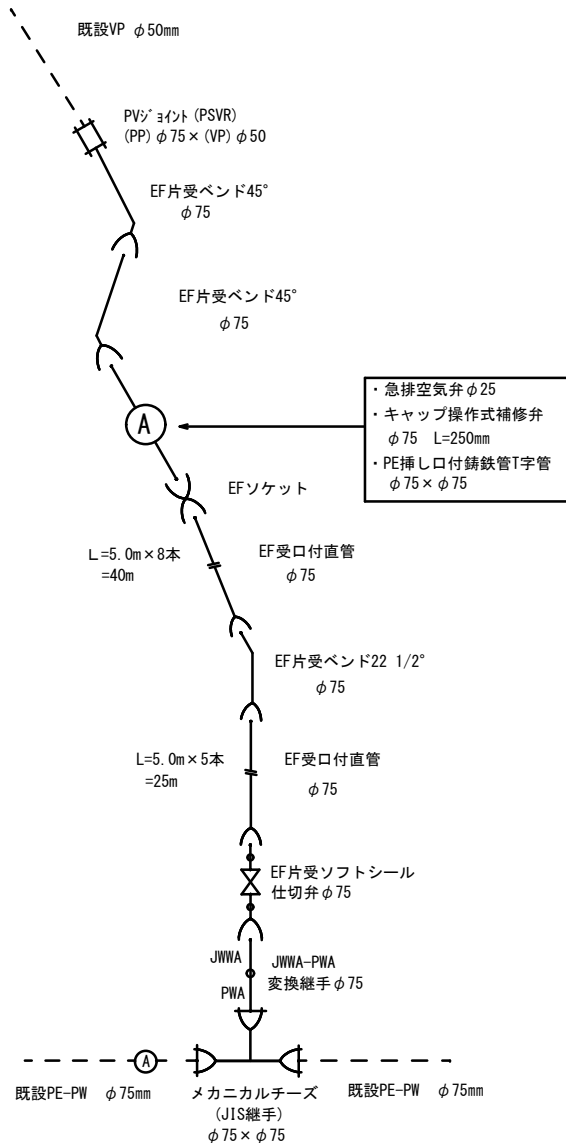 既設VP φ50mm
PVジョイント(PSVR)
(PP)φ75×(VP)φ50
EF片受ベンド45°
φ75
EF片受ベンド45°
φ75
A
・急排空気弁φ25
・キャップ操作式補修弁
φ75 L=250mm
・PE挿し口付鋳鉄管T字管
φ75×φ75
EFソケット
L=5.0m×8本
=40m
EF受口付直管
φ75
EF片受ベンド22 1/2°
φ75
L=5.0m×5本
=25m
EF受口付直管
φ75
EF片受ソフトシール
仕切弁φ75
JWWA
PWA
JWWA-PWA
変換継手φ75
A
既設PE-PW φ75mm
メカニカルチーズ
(JIS継手)
φ75×φ75
既設PE-PW φ75mm